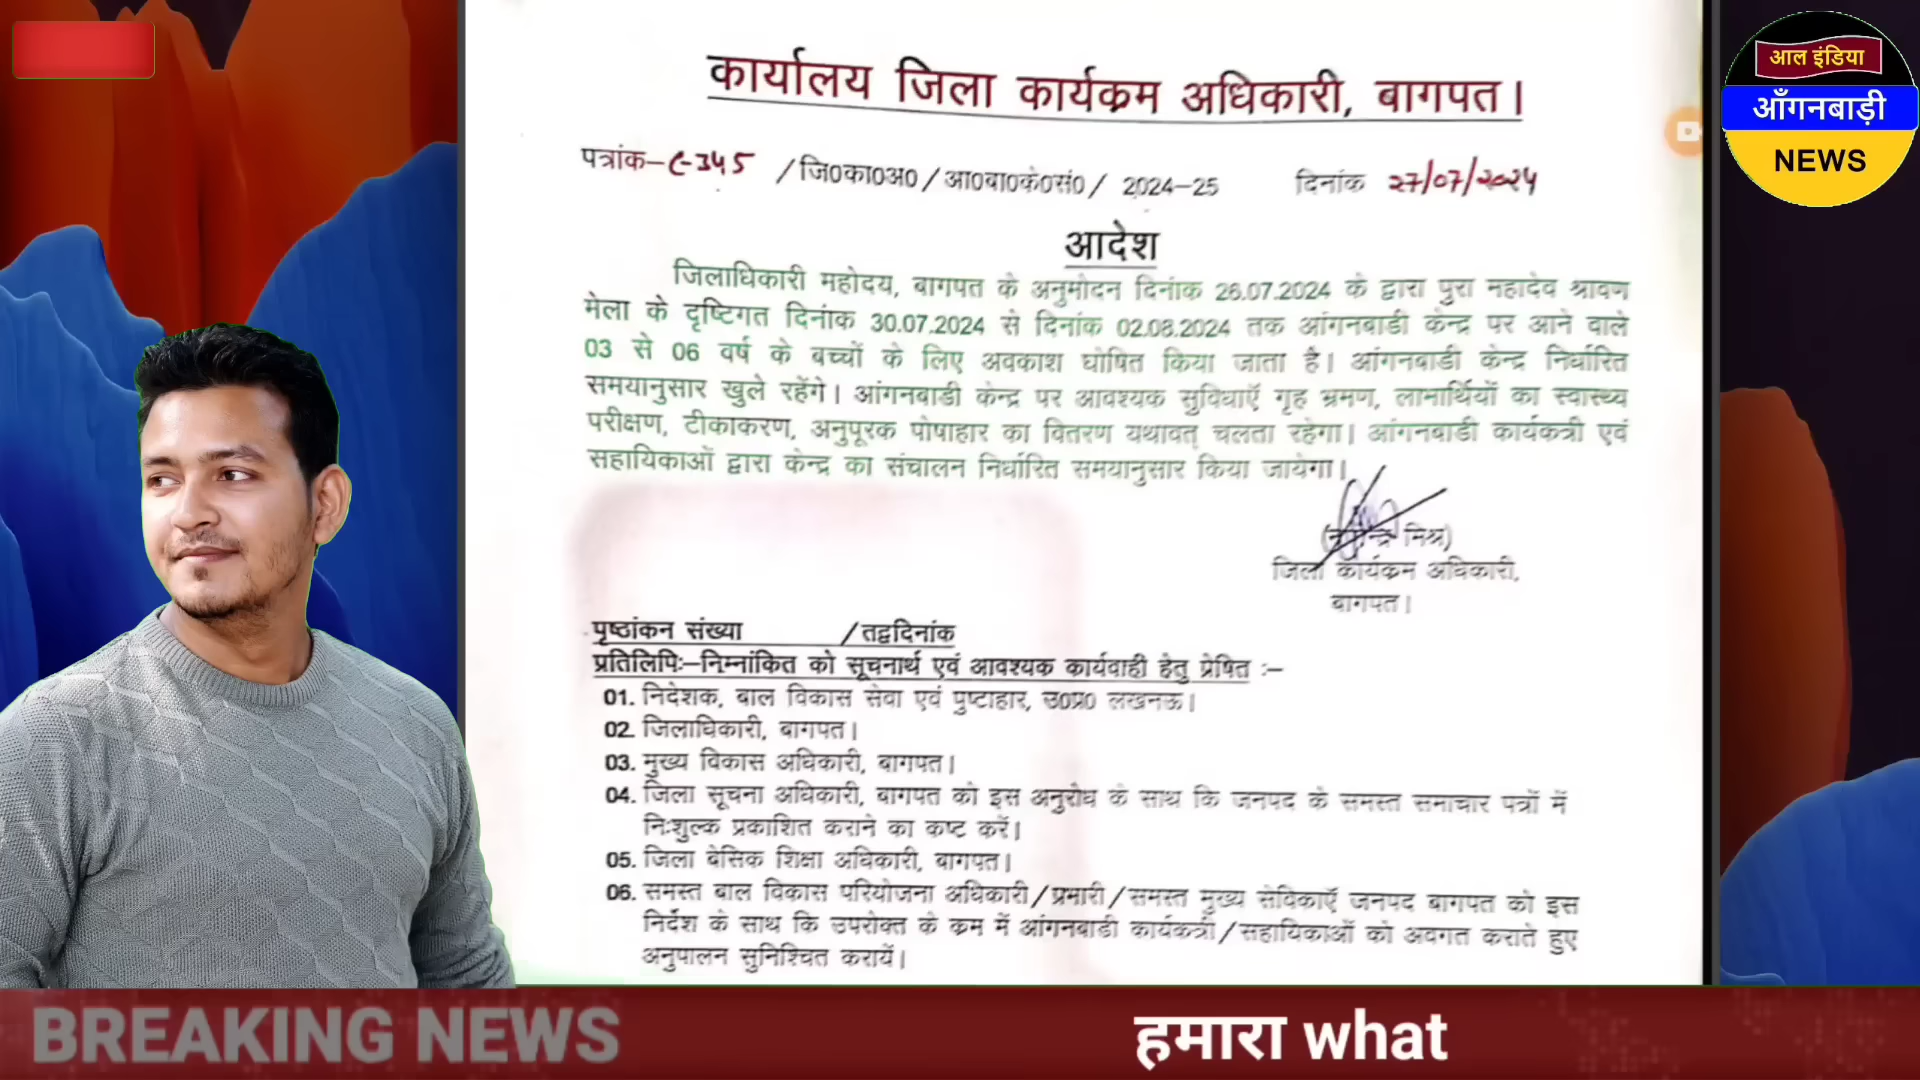 आल इंडिया
आँगनबाड़ी
NEWS
कार्यालय जिला कार्यक्रम अधिकारी, बागपत।
पत्रांक– e-345 /जि0का0अ0/आ0बा0के0सं0/ 2024–25 दिनांक 27/07/2024
आदेश
जिलाधिकारी महोदय, बागपत के अनुमोदन दिनांक 26.07.2024 के द्वारा पुरा महादेव श्रावण
मेला के दृष्टिगत दिनांक 30.07.2024 से दिनांक 02.08.2024 तक आंगनबाडी केन्द्र पर आने वाले
03 से 06 वर्ष के बच्चों के लिए अवकाश घोषित किया जाता है। आंगनबाडी केन्द्र निर्धारित
समयानुसार खुले रहेंगे। आंगनबाडी केन्द्र पर आवश्यक सुविधाऍ गृह भ्रमण, लाभार्थियों का स्वास्थ्य
परीक्षण, टीकाकरण, अनुपूरक पोषाहार का वितरण यथावत् चलता रहेगा। आंगनबाडी कार्यकत्री एवं
सहायिकाओं द्वारा केन्द्र का संचालन निर्धारित समयानुसार किया जायेगा।
मिश्र)
जिला कार्यक्रम अधिकारी,
बागपत।
पृष्ठांकन संख्या /तद्वदिनांक
प्रतिलिपिः–निम्नांकित को सूचनार्थ एवं आवश्यक कार्यवाही हेतु प्रेषित :–
01. निदेशक, बाल विकास सेवा एवं पुष्टाहार, उ0प्र0 लखनऊ।
02. जिलाधिकारी, बागपत।
03. मुख्य विकास अधिकारी, बागपत।
04. जिला सूचना अधिकारी, बागपत को इस अनुरोध के साथ कि जनपद के समस्त समाचार पत्रों में
निःशुल्क प्रकाशित कराने का कष्ट करें।
05. जिला बेसिक शिक्षा अधिकारी, बागपत।
06. समस्त बाल विकास परियोजना अधिकारी/प्रभारी/समस्त मुख्य सेविकाऍ जनपद बागपत को इस
निर्देश के साथ कि उपरोक्त के क्रम में आंगनबाडी कार्यकत्री/सहायिकाओं को अवगत कराते हुए
अनुपालन सुनिश्चित करायें।
BREAKING NEWS
हमारा what